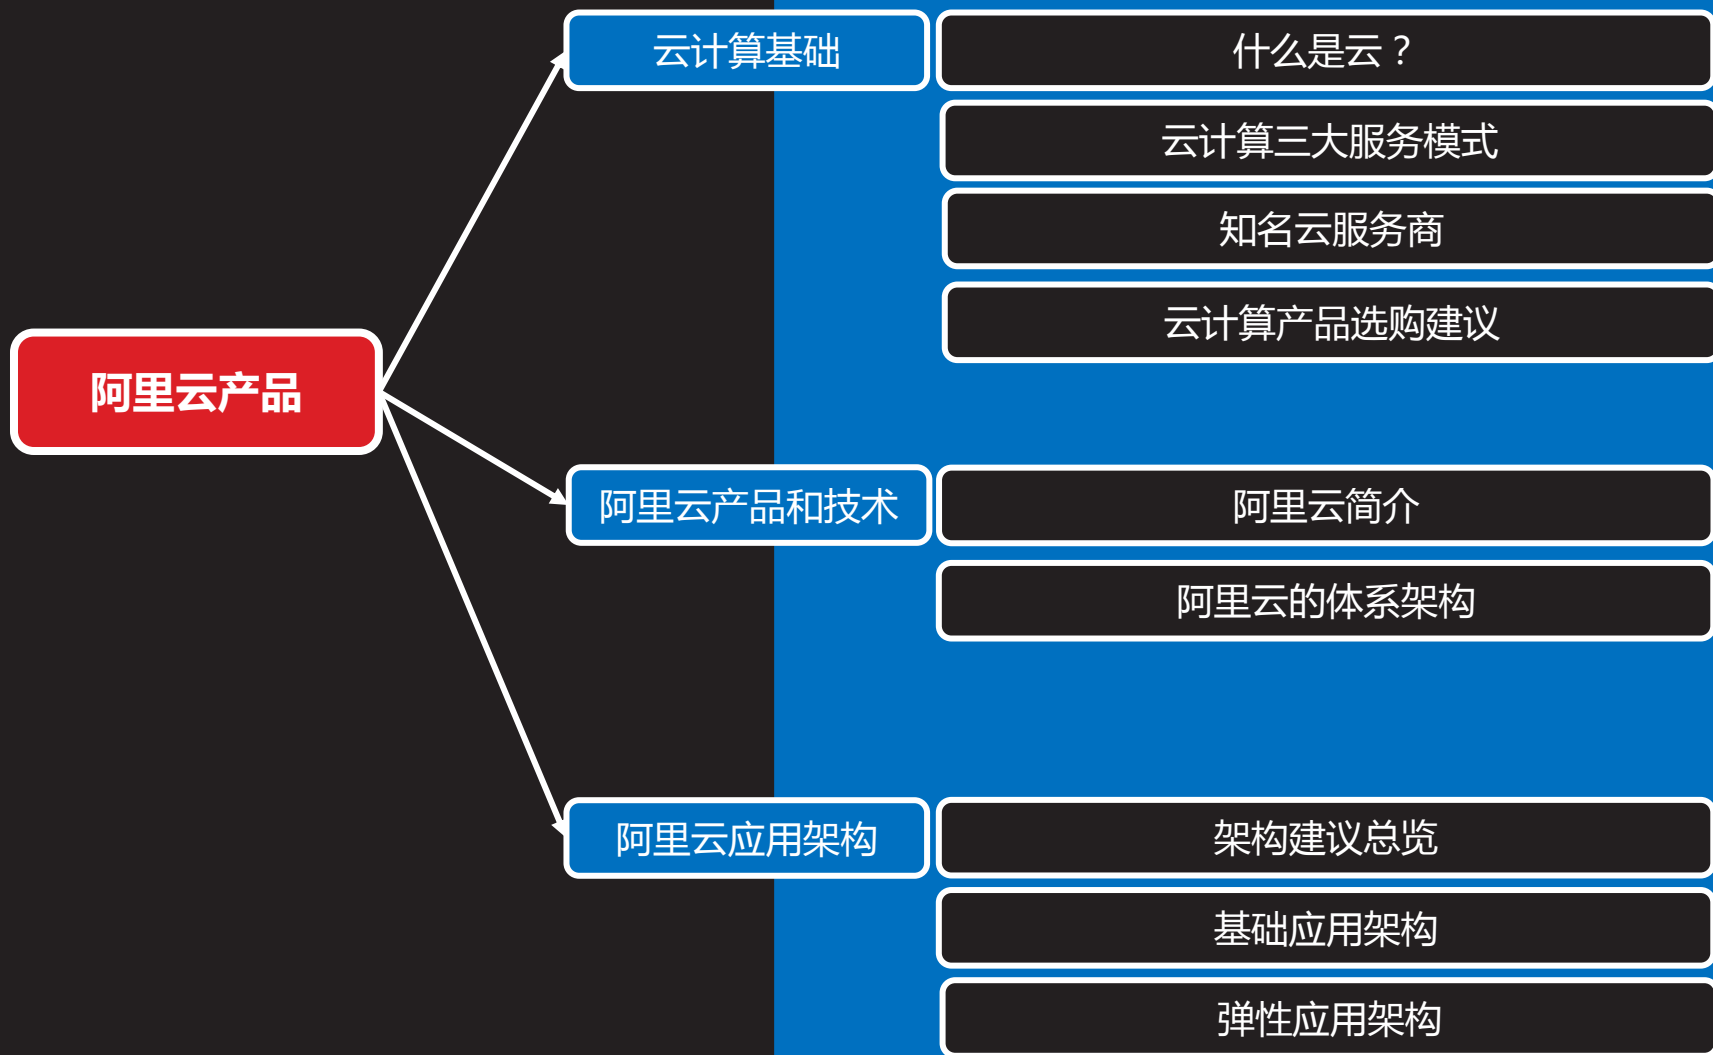 云计算基础
什么是云？
云计算三大服务模式
知名云服务商
云计算产品选购建议
阿里云产品
阿里云产品和技术
阿里云简介
阿里云的体系架构
阿里云应用架构
架构建议总览
基础应用架构
弹性应用架构